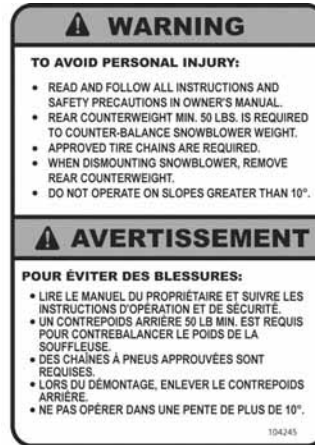 WARNING
TO AVOID PERSONAL INJURY:
• READ AND FOLLOW ALL INSTRUCTIONS AND
SAFETY PRECAUTIONS IN OWNER'S MANUAL.
• REAR COUNTERWEIGHT MIN. 50 LBS. IS REQUIRED
TO COUNTER-BALANCE SNOWBLOWER WEIGHT.
• APPROVED TIRE CHAINS ARE REQUIRED.
• WHEN DISMOUNTING SNOWBLOWER, REMOVE
REAR COUNTERWEIGHT.
• DO NOT OPERATE ON SLOPES GREATER THAN 10°.
AVERTISSEMENT
POUR ÉVITER DES BLESSURES:
• LIRE LE MANUEL DU PROPRIÉTAIRE ET SUIVRE LES
INSTRUCTIONS D'OPÉRATION ET DE SÉCURITÉ.
• UN CONTREPOIDS ARRIÈRE 50 LB MIN. EST REQUIS
POUR CONTREBALANCER LE POIDS DE LA
SOUFFLEUSE.
• DES CHAÎNES À PNEUS APPROUVÉES SONT
REQUISES.
• LORS DU DÉMONTAGE, ENLEVER LE CONTREPOIDS
ARRIÈRE.
• NE PAS OPÉRER DANS UNE PENTE DE PLUS DE 10°.
104245